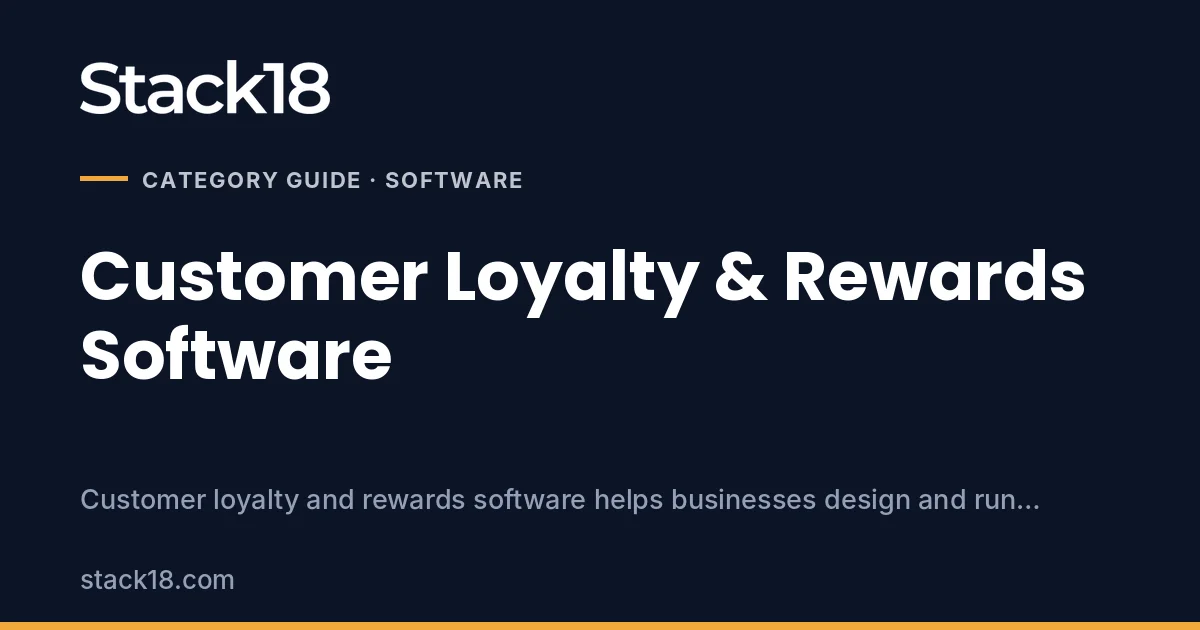 Stack18
CATEGORY GUIDE · SOFTWARE
Customer Loyalty & Rewards
Software
Customer loyalty and rewards software helps businesses design and run...
stack18.com